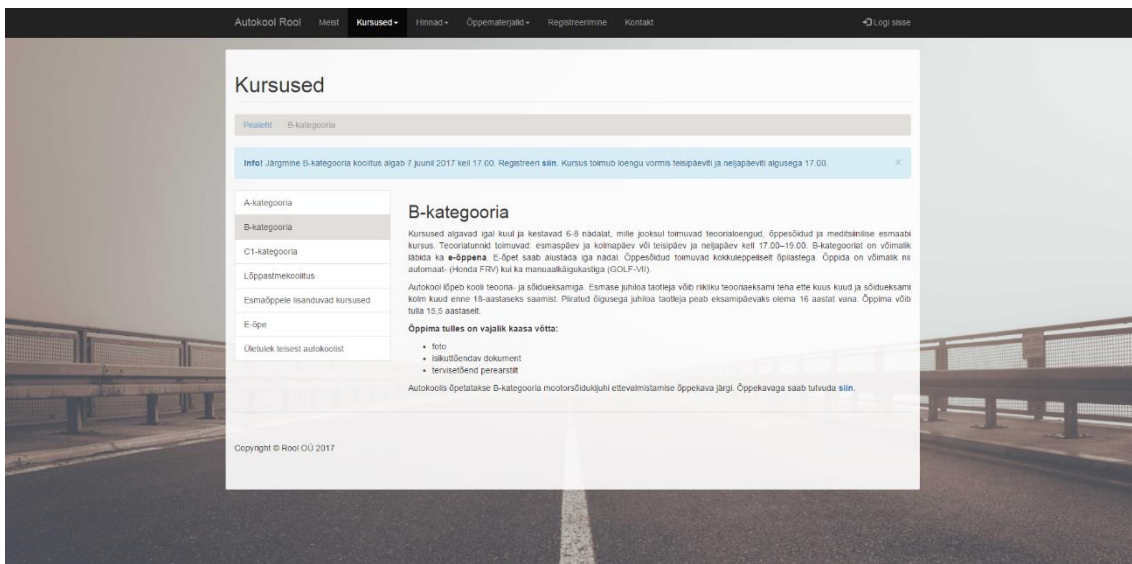 Autokool Rool Meist Kursused Hinnad Õppematerjalid Registreerimine Kontakt Logi sisse
Kursused
Pealeht B-kategooria
Info! Järgmine B-kategooria koolitus algab 7.juunil 2017 kell 17.00. Registreeri siin. Kursus toimub loengu vormis teisipäeviti ja neljapäeviti algusega 17.00. ×
A-kategooria
B-kategooria
C1-kategooria
Lõppastmekoolitus
Esmaõppele lisanduvad kursused
E-õpe
Ületulek teisest autokoolist
B-kategooria
Kursused algavad igal kuul ja kestavad 6-8 nädalat, mille jooksul toimuvad teoorialoengud, õppesõidud ja meditsiinilise esmaabi
kursus. Teooriatunnid toimuvad: esmaspäev ja kolmapäev või teisipäev ja neljapäev kell 17.00–19.00. B-kategooriat on võimalik
läbida ka e-õppena. E-õpet saab alustada iga nädal. Õppesõidud toimuvad kokkuleppeliselt õpilastega. Õppida on võimalik nii
automaat- (Honda FRV) kui ka manuaalkäigukastiga (GOLF-VII).
Autokool lõpeb kooli teooria- ja sõidueksamiga. Esmase juhiloa taotleja võib riikliku teooriaeksami teha ette kuus kuud ja sõidueksami
kolm kuud enne 18-aastaseks saamist. Piiratud õigusega juhiloa taotleja peab eksamipäevaks olema 16 aastat vana. Õppima võib
tulla 15,5 aastaselt.
Õppima tulles on vajalik kaasa võtta:
• foto
• isikuttõendav dokument
• tervisetõend perearstilt
Autokoolis õpetatakse B-kategooria mootorsõidukijuhi ettevalmistamise õppekava järgi. Õppekavaga saab tutvuda siin.
Copyright © Rool OÜ 2017